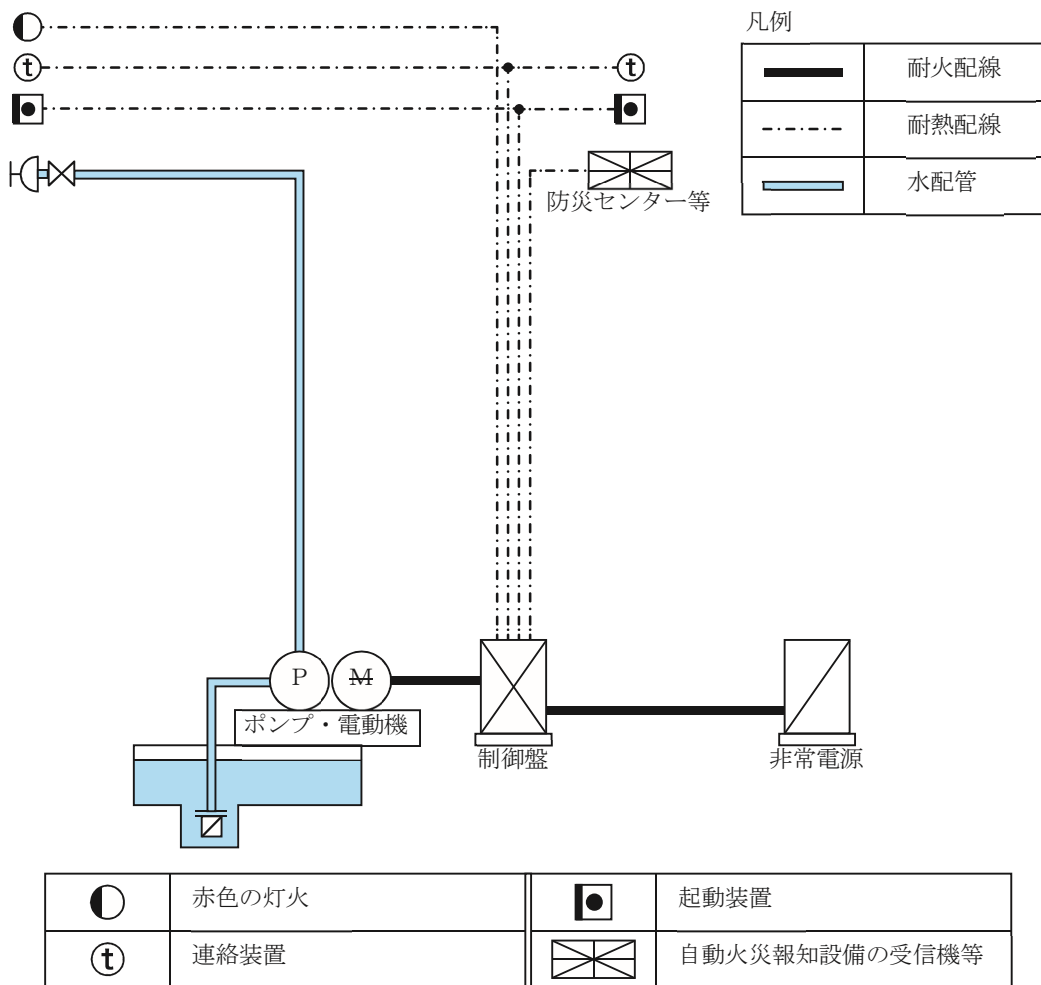 凡例
t
t
耐火配線
耐熱配線
水配管
防災センター等
P
M
ポンプ・電動機
制御盤
非常電源
赤色の灯火
起動装置
t
連絡装置
自動火災報知設備の受信機等